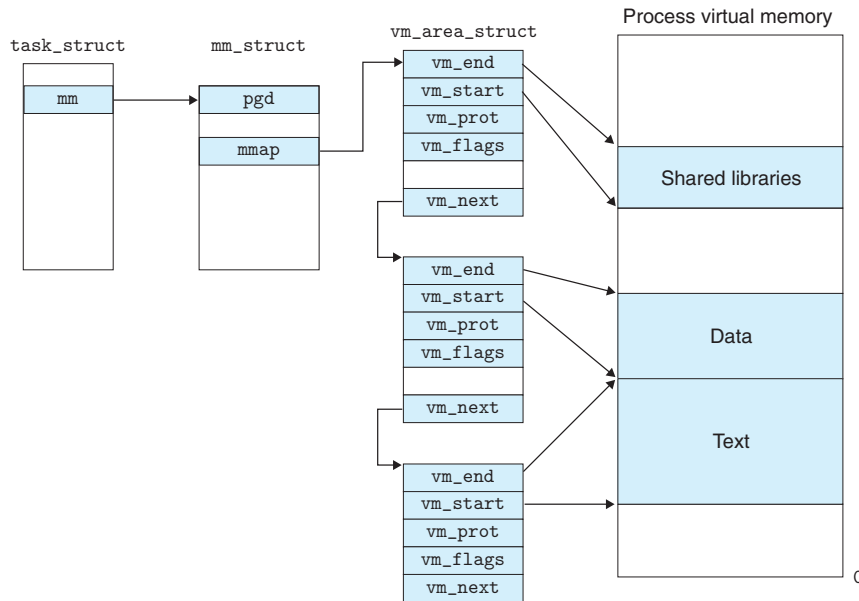 task_struct
mm
mm_struct
pgd
mmap
vm_area_struct
vm_end
vm_start
vm_prot
vm_flags
vm_next
vm_end
vm_start
vm_prot
vm_flags
vm_next
vm_end
vm_start
vm_prot
vm_flags
vm_next
Process virtual memory
Shared libraries
Data
Text
0